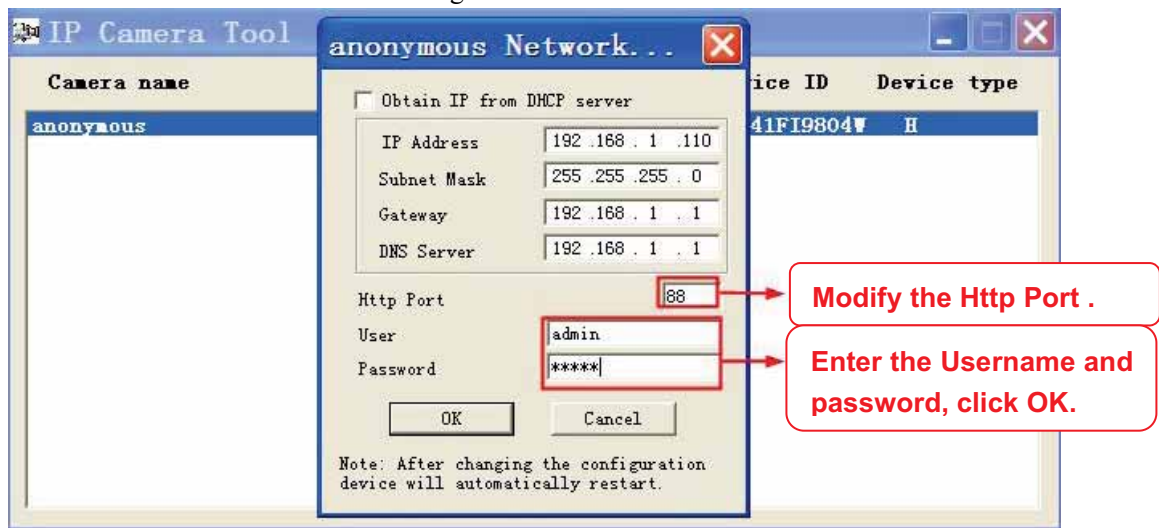 IP Camera Tool
anonymous Network...
Camera name
ice ID Device type
anonymous
41FI9804W H
Obtain IP from DHCP server
IP Address 192 .168 . 1 .110
Subnet Mask 255 .255 .255 . 0
Gateway 192 .168 . 1 . 1
DNS Server 192 .168 . 1 . 1
Http Port 88
Modify the Http Port .
User admin
Password *****
Enter the Username and
password, click OK.
OK Cancel
Note: After changing the configuration
device will automatically restart.